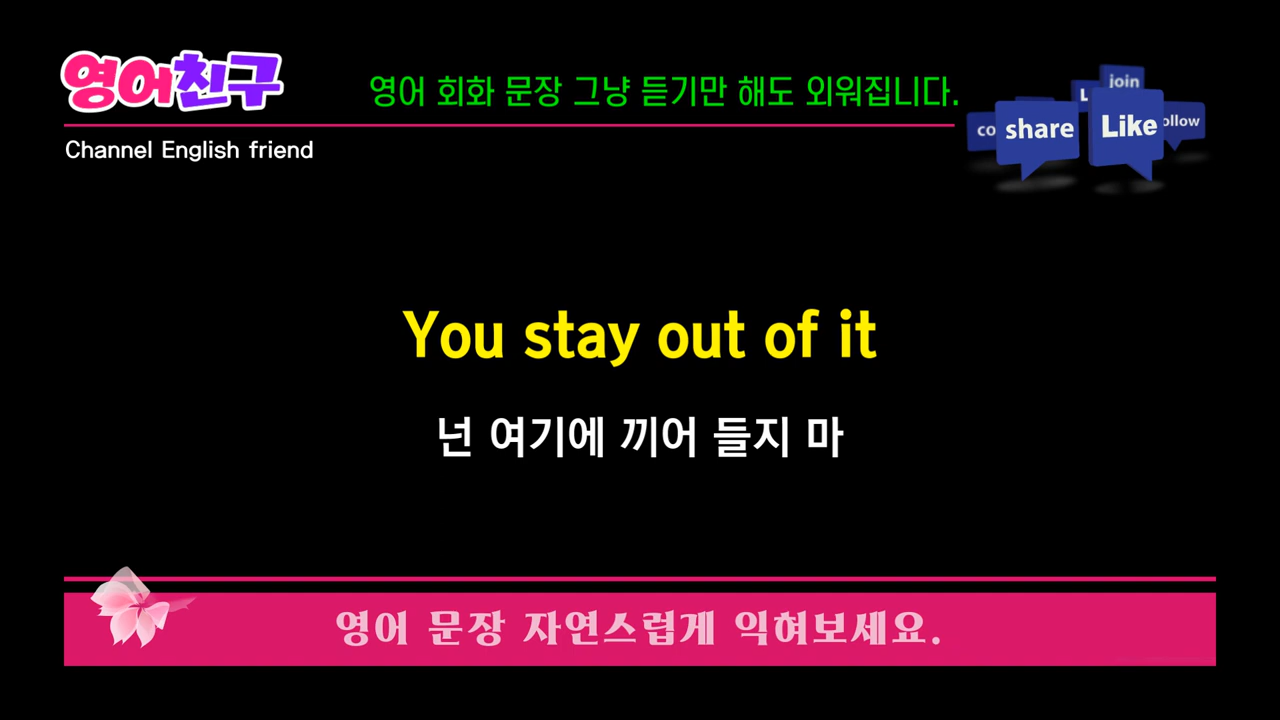 영어친구
영어 회화 문장 그냥 듣기만 해도 외워집니다.
Channel English friend
join
share
Like
You stay out of it
넌 여기에 끼어 들지 마
영어 문장 자연스럽게 익혀보세요.